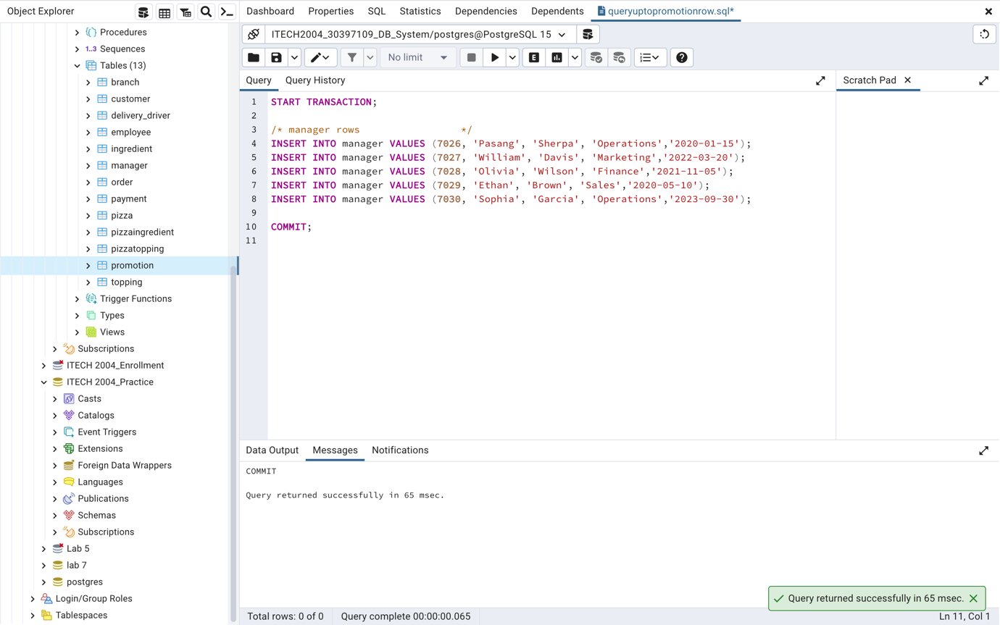 Object Explorer
Dashboard Properties SQL Statistics Dependencies Dependents queryuptopromotionrow.sql*
Procedures
1..3 Sequences
Tables (13)
branch
customer
delivery_driver
employee
ingredient
manager
order
payment
pizza
pizzaingredient
pizzatopping
promotion
topping
Trigger Functions
Types
Views
Subscriptions
ITECH 2004_Enrollment
ITECH 2004_Practice
Casts
Catalogs
Event Triggers
Extensions
Foreign Data Wrappers
Languages
Publications
Schemas
Subscriptions
Lab 5
lab 7
postgres
Login/Group Roles
Tablespaces
ITECH2004_30397109_DB_System/postgres@PostgreSQL 15
No limit
E
Query Query History
Scratch Pad
1 START TRANSACTION;
2
3 /* manager rows */
4 INSERT INTO manager VALUES (7026, 'Pasang', 'Sherpa', 'Operations','2020-01-15');
5 INSERT INTO manager VALUES (7027, 'William', 'Davis', 'Marketing','2022-03-20');
6 INSERT INTO manager VALUES (7028, 'Olivia', 'Wilson', 'Finance','2021-11-05');
7 INSERT INTO manager VALUES (7029, 'Ethan', 'Brown', 'Sales','2020-05-10');
8 INSERT INTO manager VALUES (7030, 'Sophia', 'Garcia', 'Operations','2023-09-30');
9
10 COMMIT;
11
Data Output Messages Notifications
COMMIT
Query returned successfully in 65 msec.
Query returned successfully in 65 msec.
Total rows: 0 of 0 Query complete 00:00:00.065 Ln 11, Col 1